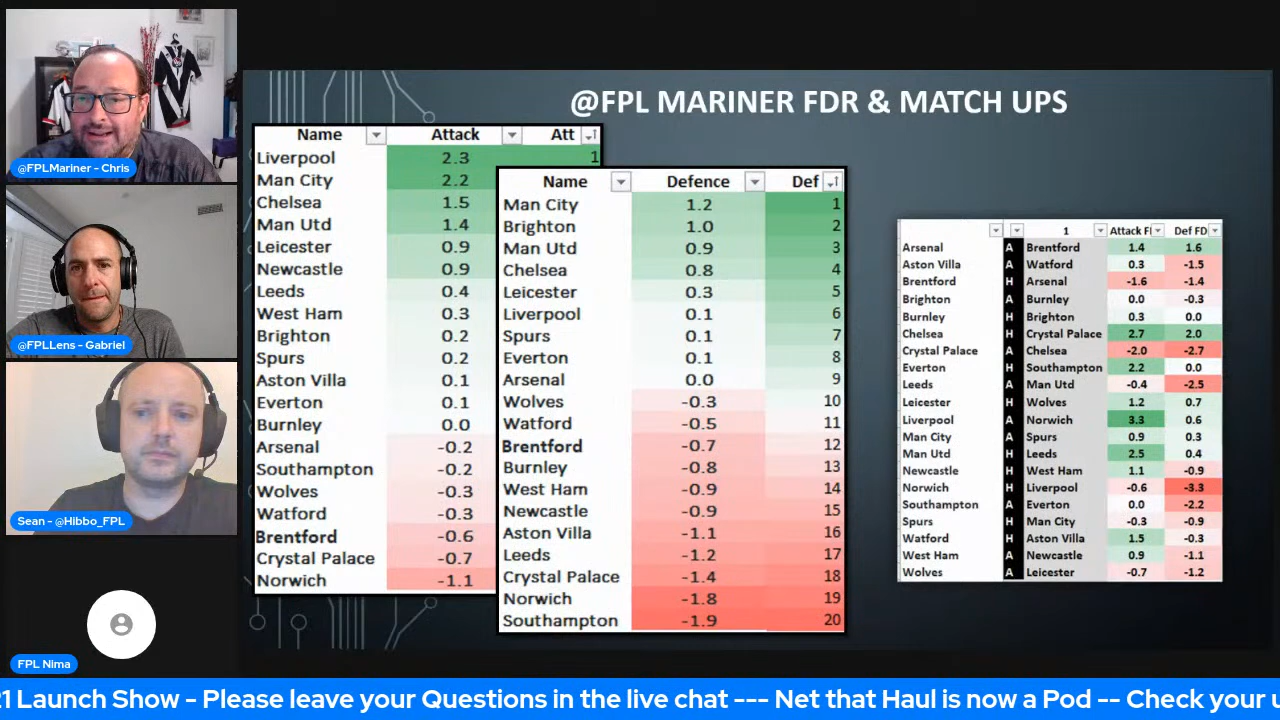 @FPLMariner - Chris
@FPLLens - Gabriel
Sean - @Hibbo_FPL
FPL Nima
@FPL MARINER FDR & MATCH UPS
Name Attack Att
Liverpool 2.3 1
Man City 2.2
Chelsea 1.5
Man Utd 1.4
Leicester 0.9
Newcastle 0.9
Leeds 0.4
West Ham 0.3
Brighton 0.2
Spurs 0.2
Aston Villa 0.1
Everton 0.1
Burnley 0.0
Arsenal -0.2
Southampton -0.2
Wolves -0.3
Watford -0.3
Brentford -0.6
Crystal Palace -0.7
Norwich -1.1
Name Defence Def
Man City 1.2 1
Brighton 1.0 2
Man Utd 0.9 3
Chelsea 0.8 4
Leicester 0.3 5
Liverpool 0.1 6
Spurs 0.1 7
Everton 0.1 8
Arsenal 0.0 9
Wolves -0.3 10
Watford -0.5 11
Brentford -0.7 12
Burnley -0.8 13
West Ham -0.9 14
Newcastle -0.9 15
Aston Villa -1.1 16
Leeds -1.2 17
Crystal Palace -1.4 18
Norwich -1.8 19
Southampton -1.9 20
1 Attack F Def FD
Arsenal A Brentford 1.4 1.6
Aston Villa A Watford 0.3 -1.5
Brentford H Arsenal -1.6 -1.4
Brighton A Burnley 0.0 -0.3
Burnley H Brighton 0.3 0.0
Chelsea H Crystal Palace 2.7 2.0
Crystal Palace A Chelsea -2.0 -2.7
Everton H Southampton 2.2 0.0
Leeds A Man Utd -0.4 -2.5
Leicester H Wolves 1.2 0.7
Liverpool A Norwich 3.3 0.6
Man City A Spurs 0.9 0.3
Man Utd H Leeds 2.5 0.4
Newcastle H West Ham 1.1 -0.9
Norwich H Liverpool -0.6 -3.3
Southampton A Everton 0.0 -2.2
Spurs H Man City -0.3 -0.9
Watford H Aston Villa 1.5 -0.3
West Ham A Newcastle 0.9 -1.1
Wolves A Leicester -0.7 -1.2
21 Launch Show - Please leave your Questions in the live chat --- Net that Haul is now a Pod -- Check your u